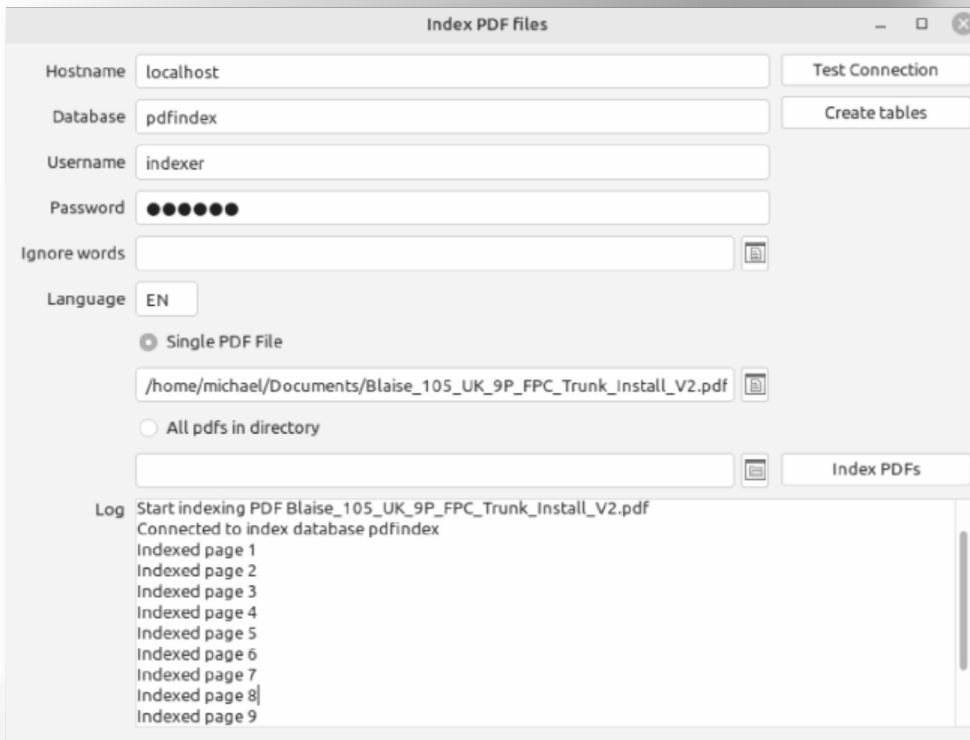 Index PDF files
Hostname localhost Test Connection
Database pdfindex Create tables
Username indexer
Password ●●●●●●
Ignore words
Language EN
Single PDF File
/home/michael/Documents/Blaise_105_UK_9P_FPC_Trunk_Install_V2.pdf
All pdfs in directory
Index PDFs
Log Start indexing PDF Blaise_105_UK_9P_FPC_Trunk_Install_V2.pdf
Connected to index database pdfindex
Indexed page 1
Indexed page 2
Indexed page 3
Indexed page 4
Indexed page 5
Indexed page 6
Indexed page 7
Indexed page 8
Indexed page 9